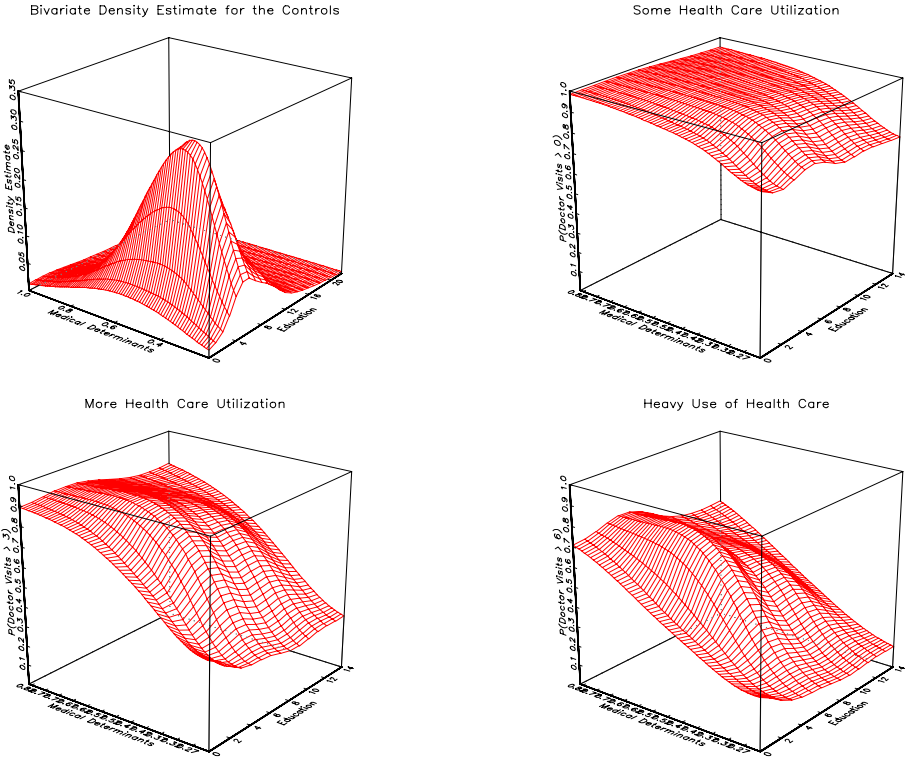 Bivariate Density Estimate for the Controls
Density Estimate
0.05 0.10 0.15 0.20 0.25 0.30 0.35
1.0 0.8 0.6 0.4
Medical Determinants
0 4 8 12 16 20
Education
Some Health Care Utilization
P(Doctor Visits > 0)
0.1 0.2 0.3 0.4 0.5 0.6 0.7 0.8 0.9 1.0
Medical Determinants
0 2 4 6 8 10 12 14
Education
More Health Care Utilization
P(Doctor Visits > 3)
0.1 0.2 0.3 0.4 0.5 0.6 0.7 0.8 0.9 1.0
Medical Determinants
0 2 4 6 8 10 12 14
Education
Heavy Use of Health Care
P(Doctor Visits > 6)
0.1 0.2 0.3 0.4 0.5 0.6 0.7 0.8 0.9 1.0
Medical Determinants
0 2 4 6 8 10 12 14
Education